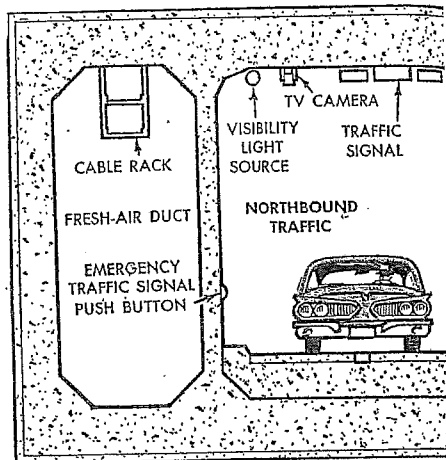 CABLE RACK
FRESH-AIR DUCT
EMERGENCY
TRAFFIC SIGNAL
PUSH BUTTON
TV CAMERA
VISIBILITY
LIGHT
SOURCE
TRAFFIC
SIGNAL
NORTHBOUND
TRAFFIC